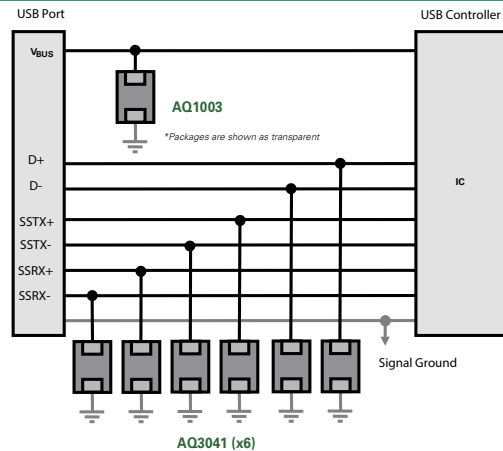 USB Port
USB Controller
VBUS
AQ1003
*Packages are shown as transparent
D+
D-
IC
SSTX+
SSTX-
SSRX+
SSRX-
Signal Ground
AQ3041 (x6)